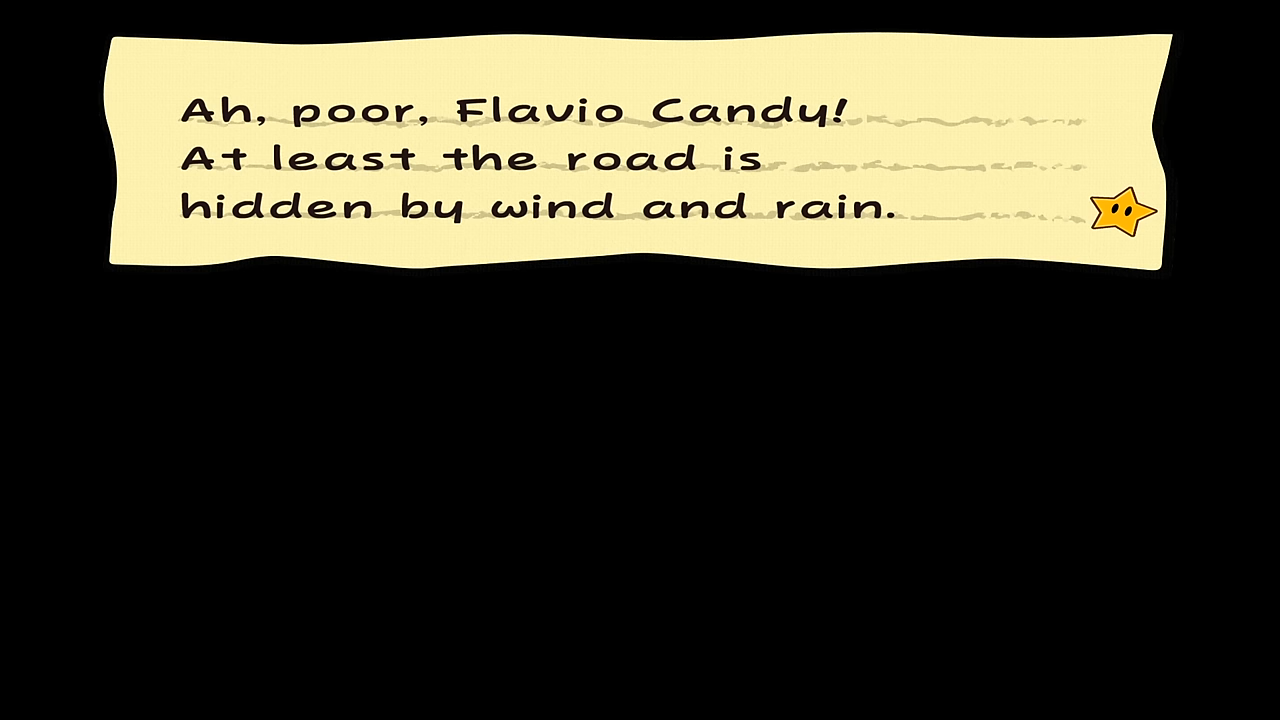 Ah, poor, Flavio Candy!
At least the road is
hidden by wind and rain.